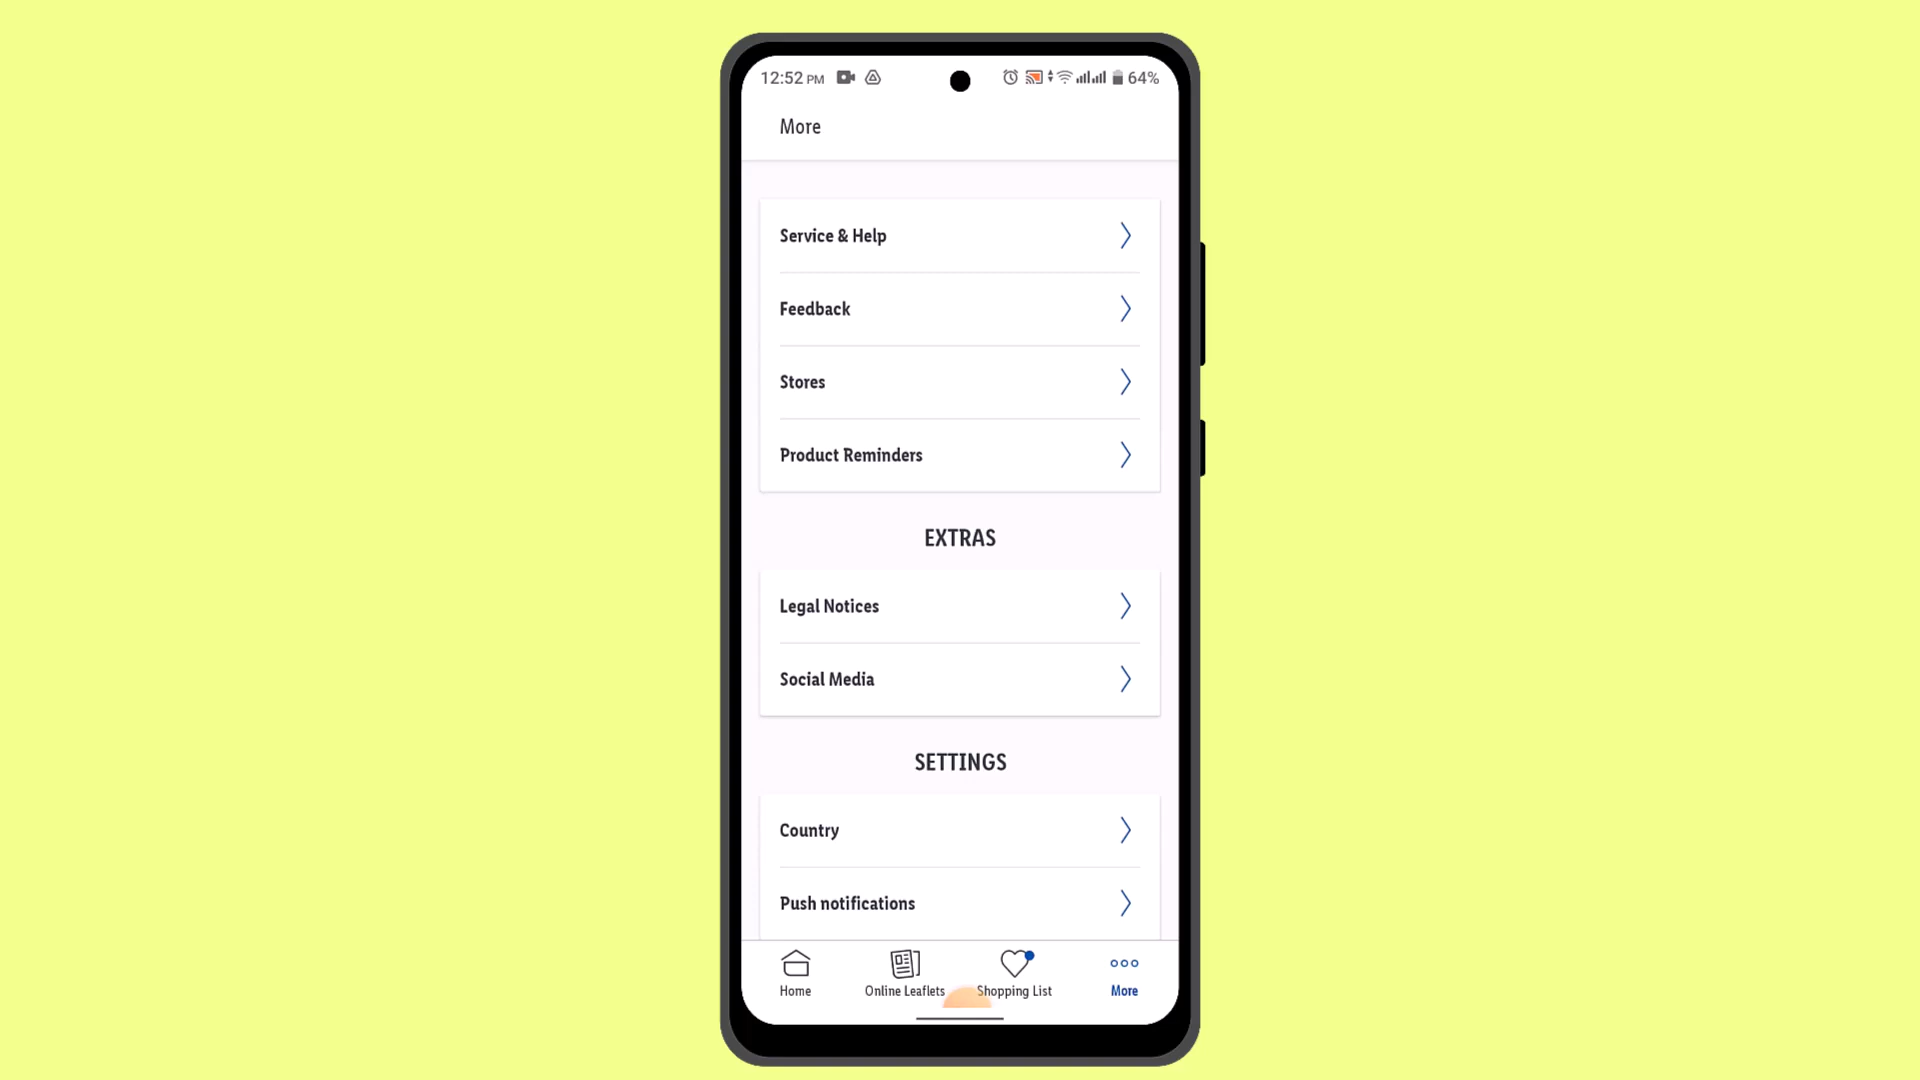 12:52 PM 64%
More
Service & Help
Feedback
Stores
Product Reminders
EXTRAS
Legal Notices
Social Media
SETTINGS
Country
Push notifications
Home Online Leaflets Shopping List More